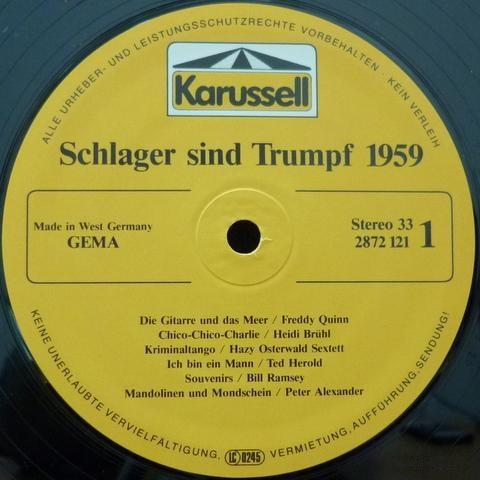 ALLE URHEBER- UND LEISTUNGSSCHUTZRECHTE VORBEHALTEN · KEIN VERLEIH
Karussell
Schlager sind Trumpf 1959
Made in West Germany
GEMA
Stereo 33
2872 121 1
Die Gitarre und das Meer / Freddy Quinn
Chico-Chico-Charlie / Heidi Brühl
Kriminaltango / Hazy Osterwald Sextett
Ich bin ein Mann / Ted Herold
Souvenirs / Bill Ramsey
Mandolinen und Mondschein / Peter Alexander
KEINE UNERLAUBTE VERVIELFÄLTIGUNG, VERMIETUNG, AUFFÜHRUNG, SENDUNG!
LC 0245